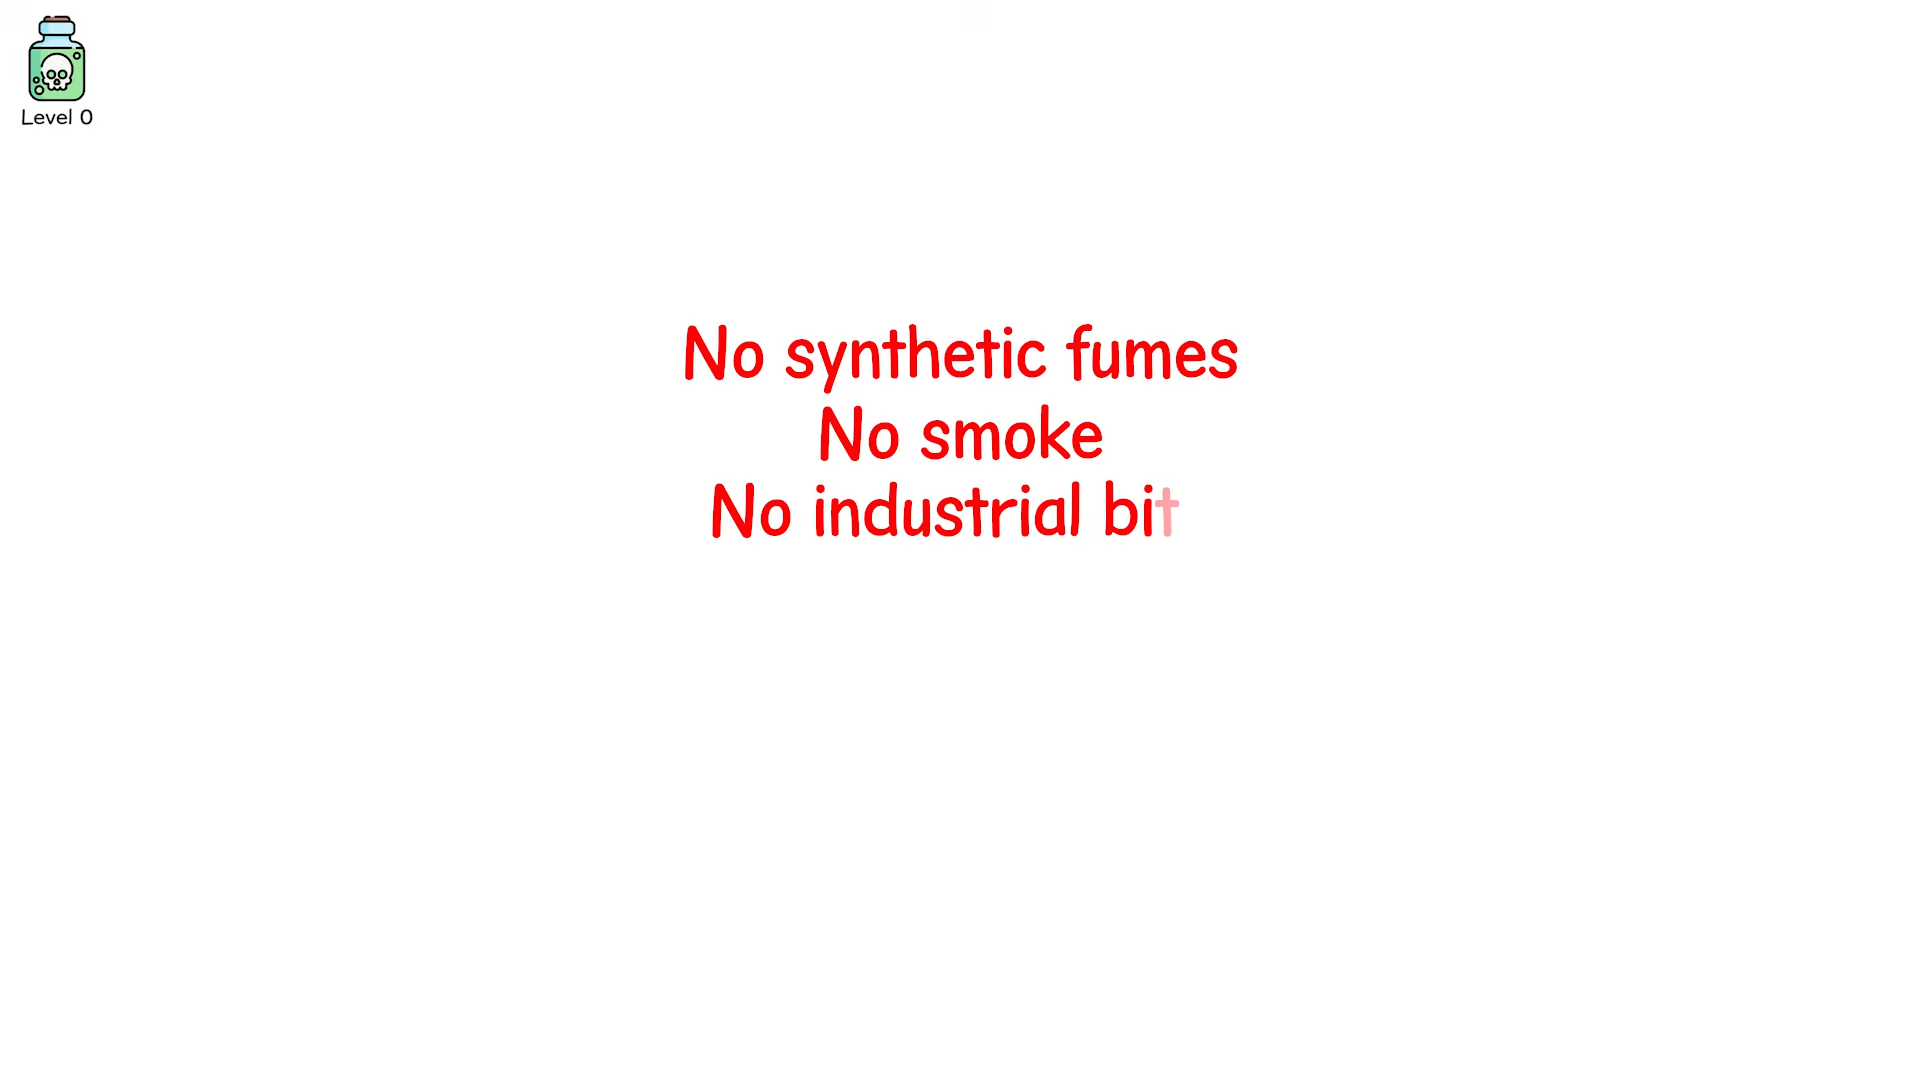 Level 0
No synthetic fumes
No smoke
No industrial bit